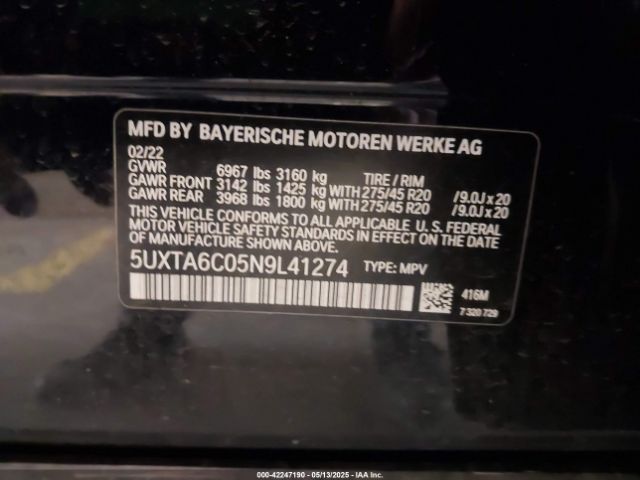 MFD BY BAYERISCHE MOTOREN WERKE AG
02/22
GVWR 6967 lbs 3160 kg TIRE / RIM
GAWR FRONT 3142 lbs 1425 kg WITH 275/45 R20 /9.0J x 20
GAWR REAR 3968 lbs 1800 kg WITH 275/45 R20 /9.0J x 20
THIS VEHICLE CONFORMS TO ALL APPLICABLE U. S. FEDERAL
MOTOR VEHICLE SAFETY STANDARDS IN EFFECT ON THE DATE
OF MANUFACTURE SHOWN ABOVE.
5UXTA6C05N9L41274 TYPE: MPV
416M
7 320 729
000-42247190 - 05/13/2025 - IAA Inc.